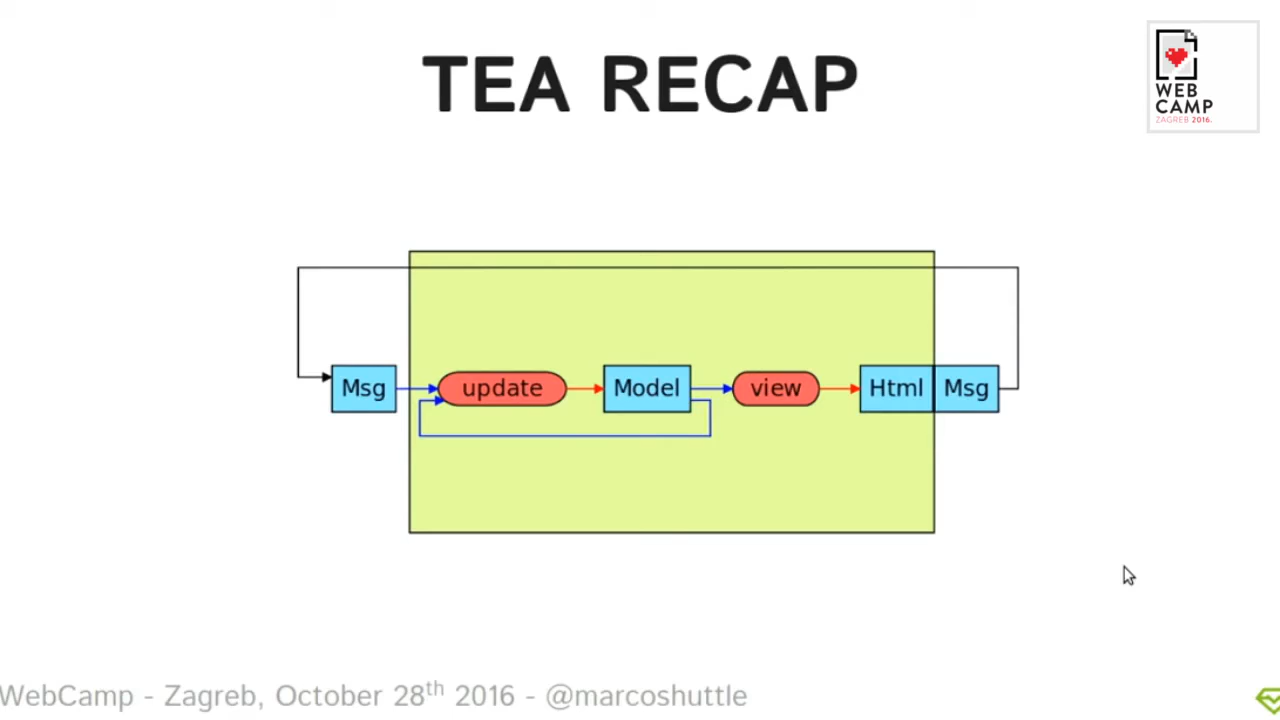 TEA RECAP
WEB
CAMP
ZAGREB 2016.
Msg
update
Model
view
Html
Msg
WebCamp - Zagreb, October 28th 2016 - @marcoshuttle